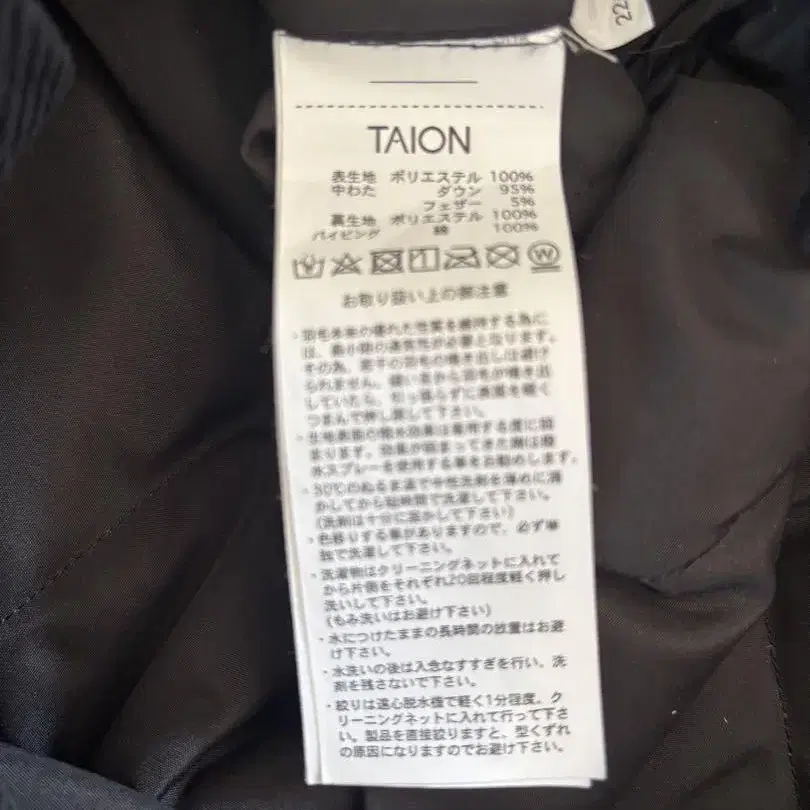 22
TAION
表生地 ポリエステル 100%
中わた ダウン 95%
フェザー 5%
裏生地 ポリエステル 100%
パイピング 綿 100%
W
お取り扱い上の御注意
・羽毛本来の優れた性質を維持する為に
は、最小限の通気性が必要となります。
その為、若干の羽毛の吹き出しは避け
られません。縫い目から羽毛が吹き出
していたら、引っ張らずに裏面を軽く
つまんで押し戻して下さい。
・生地表面の撥水効果は着用する度に弱
まります。効果が弱まってきた際は撥
水スプレーを使用する事をお勧めします。
・30℃のぬるま湯で中性洗剤を薄めに溶
かしてから短時間で洗濯して下さい。
(洗剤は十分に溶かして下さい)
・色移りする事がありますので、必ず単
独で洗濯して下さい。
・洗濯物はクリーニングネットに入れて
から片側をそれぞれ20回程度軽く押し
洗いして下さい。
(もみ洗いはお避け下さい)
・水につけたままの長時間の放置はお避
け下さい。
・水洗いの後は入念なすすぎを行い、洗
剤を残さないで下さい。
・絞りは遠心脱水機で軽く1分程度、ク
リーニングネットに入れて行って下さ
い。製品を直接絞りますと、型くずれ
の原因になりますのでお避け下さい。